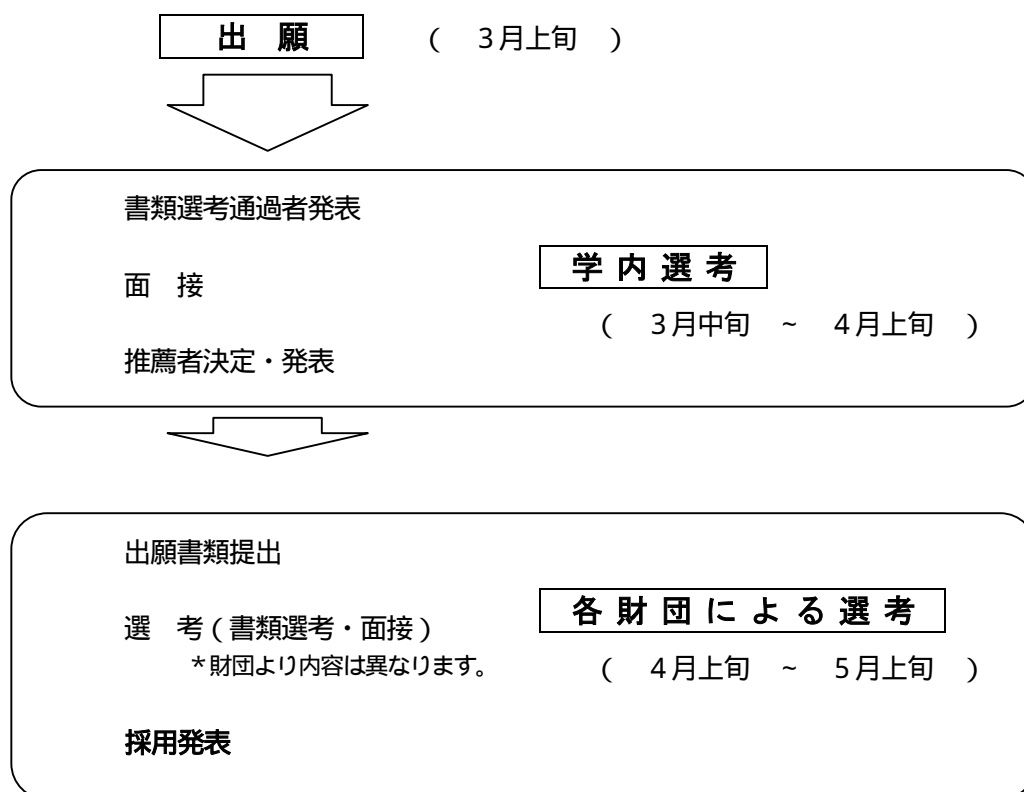 出　願　　（　3月上旬　）
書類選考通過者発表
学 内 選 考
面　接
（　3月中旬　~　4月上旬　）
推薦者決定・発表
出願書類提出
各 財 団 に よ る 選 考
選　考（書類選考・面接）
*財団より内容は異なります。
（　4月上旬　~　5月上旬　）
採用発表